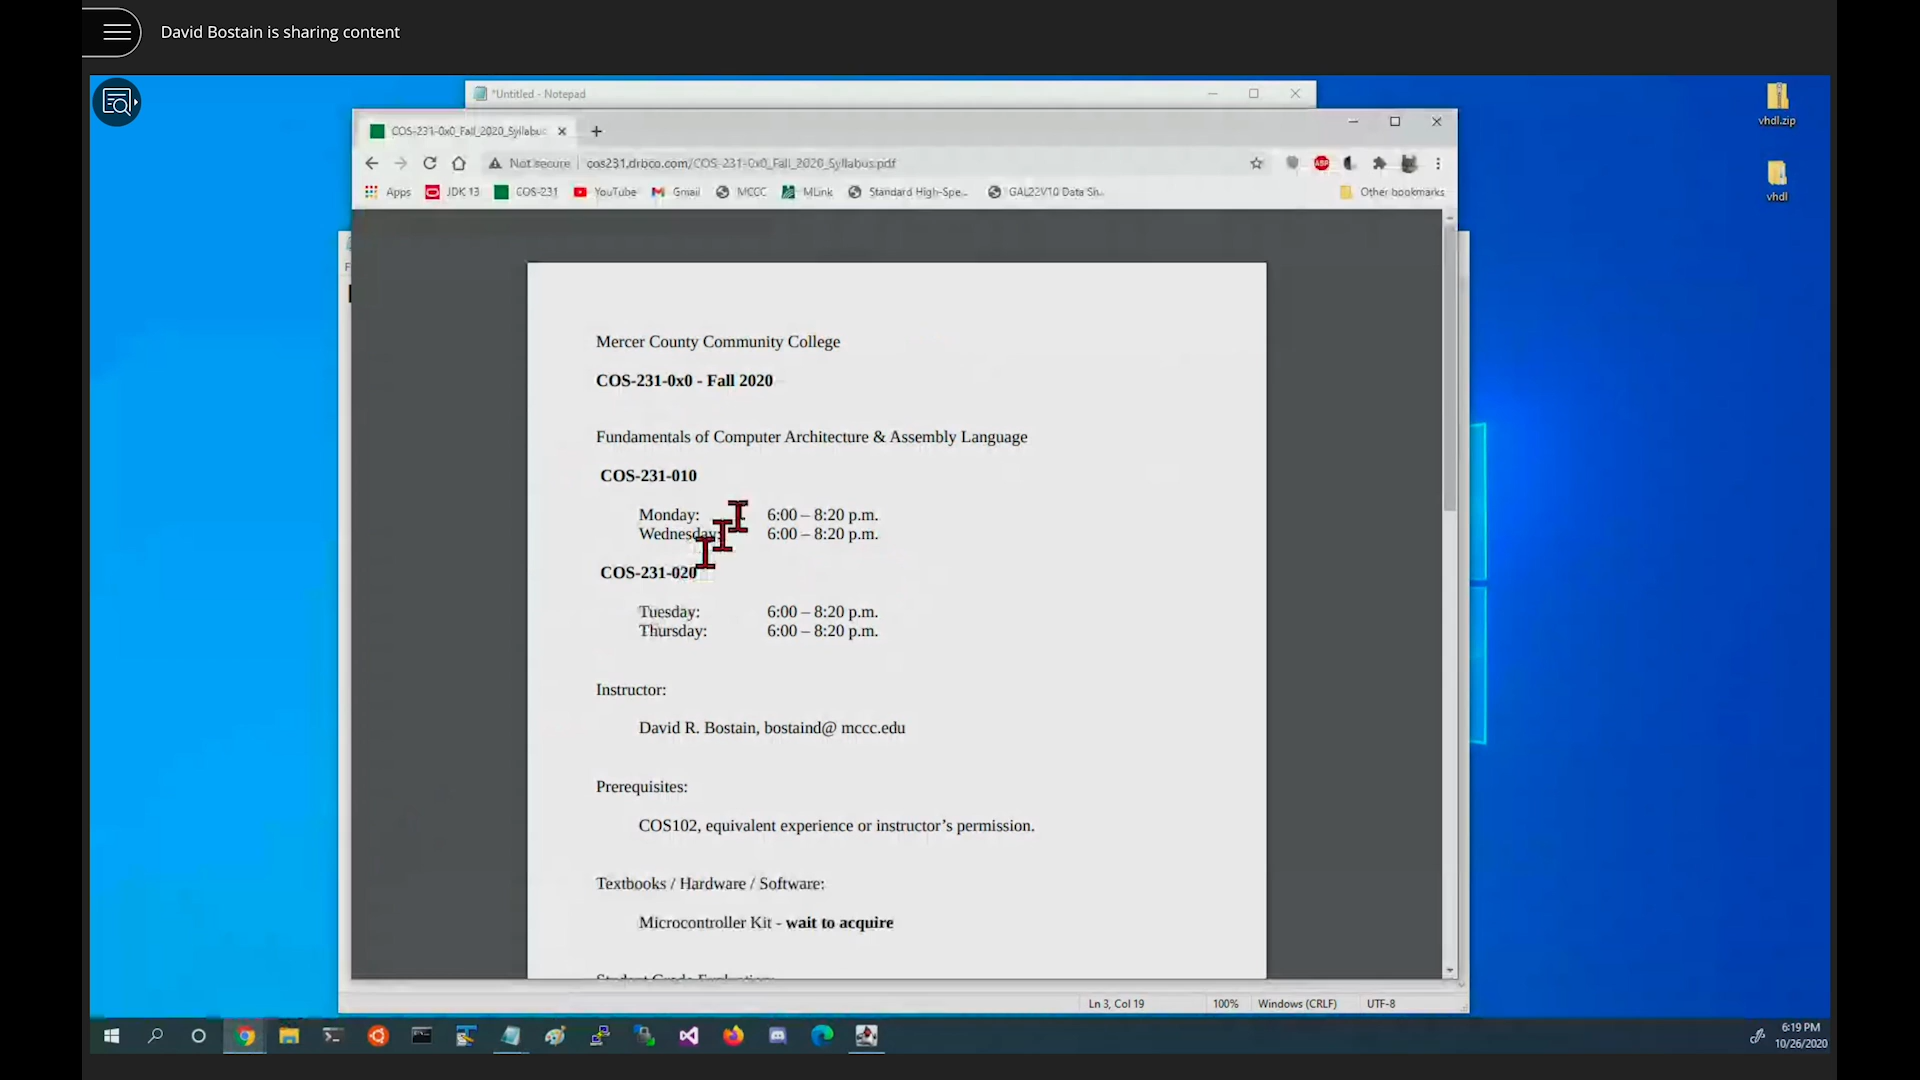 David Bostain is sharing content
*Untitled - Notepad
COS-231-0x0_Fall_2020_Syllabus
Not secure cos231.drbco.com/COS-231-0x0_Fall_2020_Syllabus.pdf
ABP
Apps JDK 13 COS-231 YouTube Gmail MCCC MLink Standard High-Spe... GAL22V10 Data Sh... Other bookmarks
vhdl.zip
vhdl
F
Mercer County Community College
COS-231-0x0 - Fall 2020
Fundamentals of Computer Architecture & Assembly Language
COS-231-010
Monday: 6:00 – 8:20 p.m.
Wednesday: 6:00 – 8:20 p.m.
COS-231-020
Tuesday: 6:00 – 8:20 p.m.
Thursday: 6:00 – 8:20 p.m.
Instructor:
David R. Bostain, bostaind@ mccc.edu
Prerequisites:
COS102, equivalent experience or instructor’s permission.
Textbooks / Hardware / Software:
Microcontroller Kit - wait to acquire
Student Grade Evaluation:
Ln 3, Col 19 100% Windows (CRLF) UTF-8
6:19 PM
10/26/2020